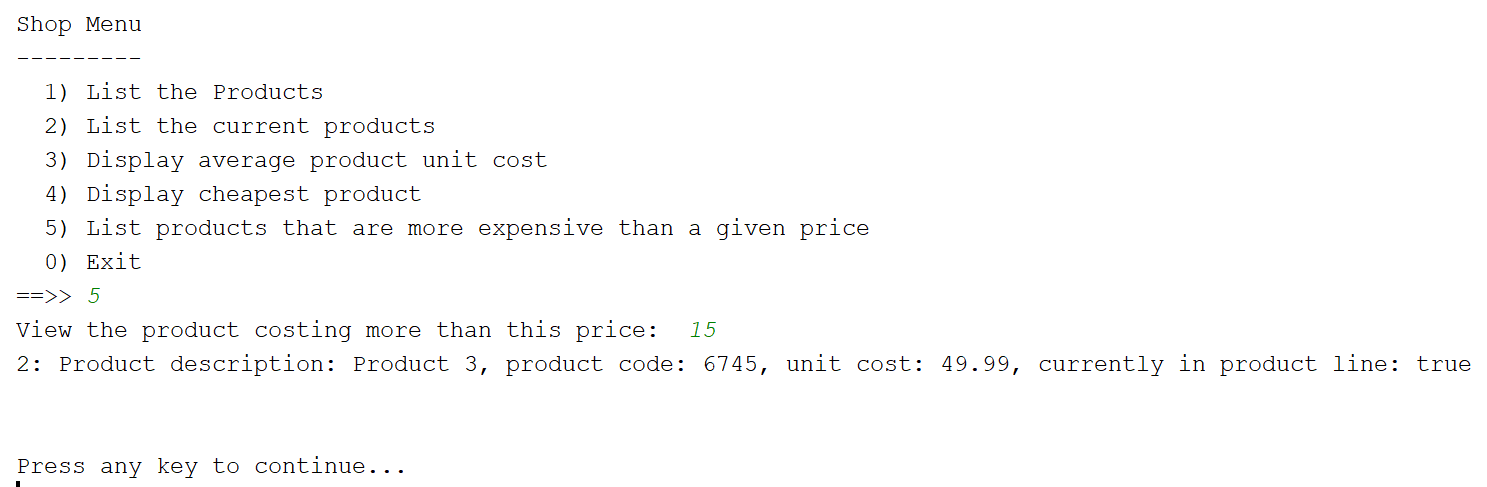 Shop Menu
---------
  1) List the Products
  2) List the current products
  3) Display average product unit cost
  4) Display cheapest product
  5) List products that are more expensive than a given price
  0) Exit
==>> 5
View the product costing more than this price:  15
2: Product description: Product 3, product code: 6745, unit cost: 49.99, currently in product line: true
Press any key to continue...